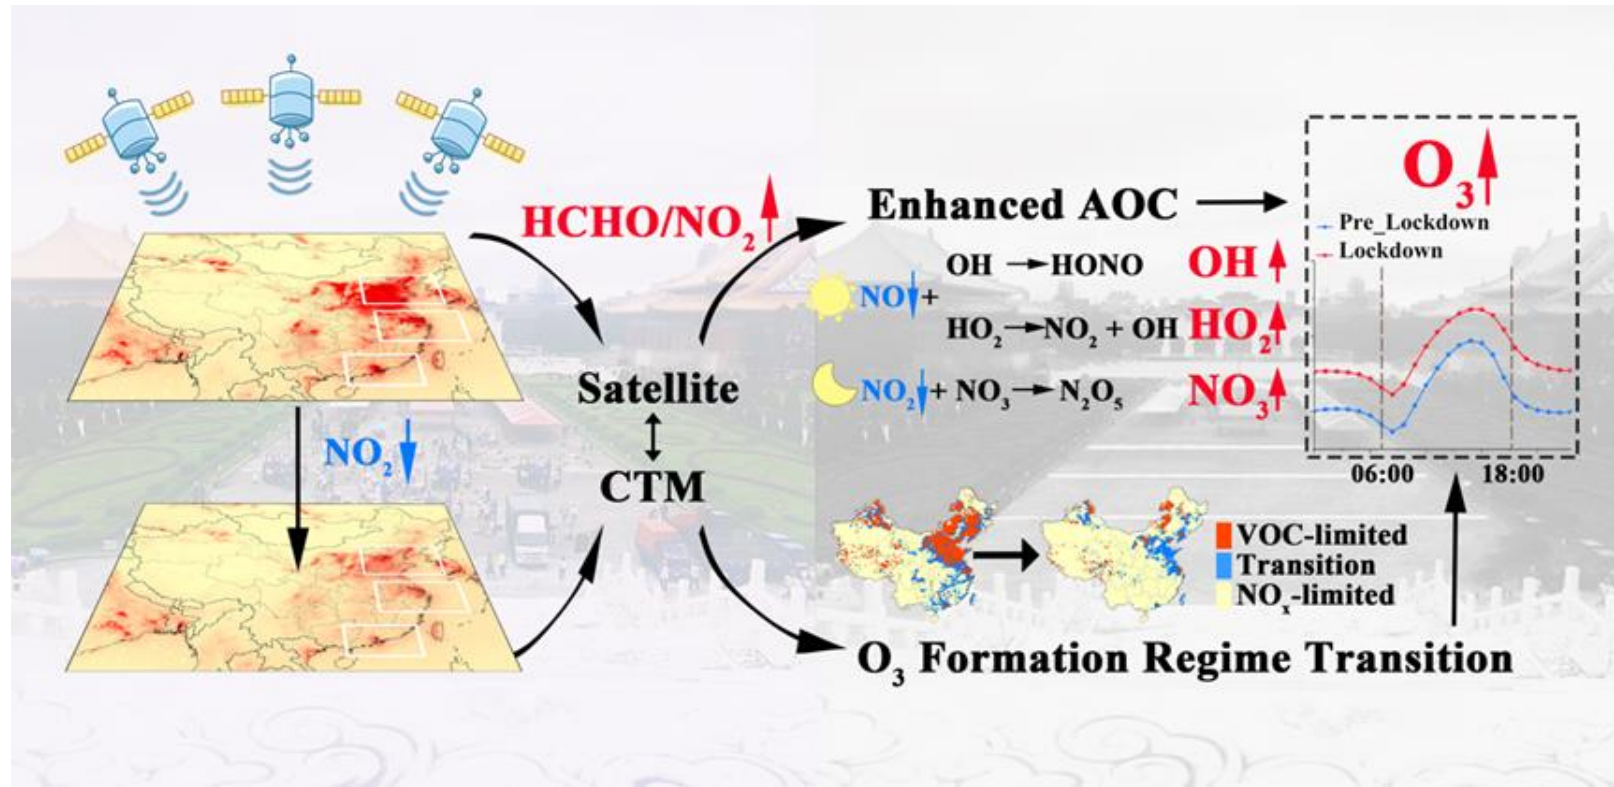 HCHO/NO₂
NO₂
Satellite
CTM
Enhanced AOC
OH → HONO
OH
NO + 
HO₂ → NO₂ + OH
HO₂
NO₂ + NO₃ → N₂O₅
NO₃
O₃
Pre_Lockdown
Lockdown
06:00 18:00
VOC-limited
Transition
NOₓ-limited
O₃ Formation Regime Transition